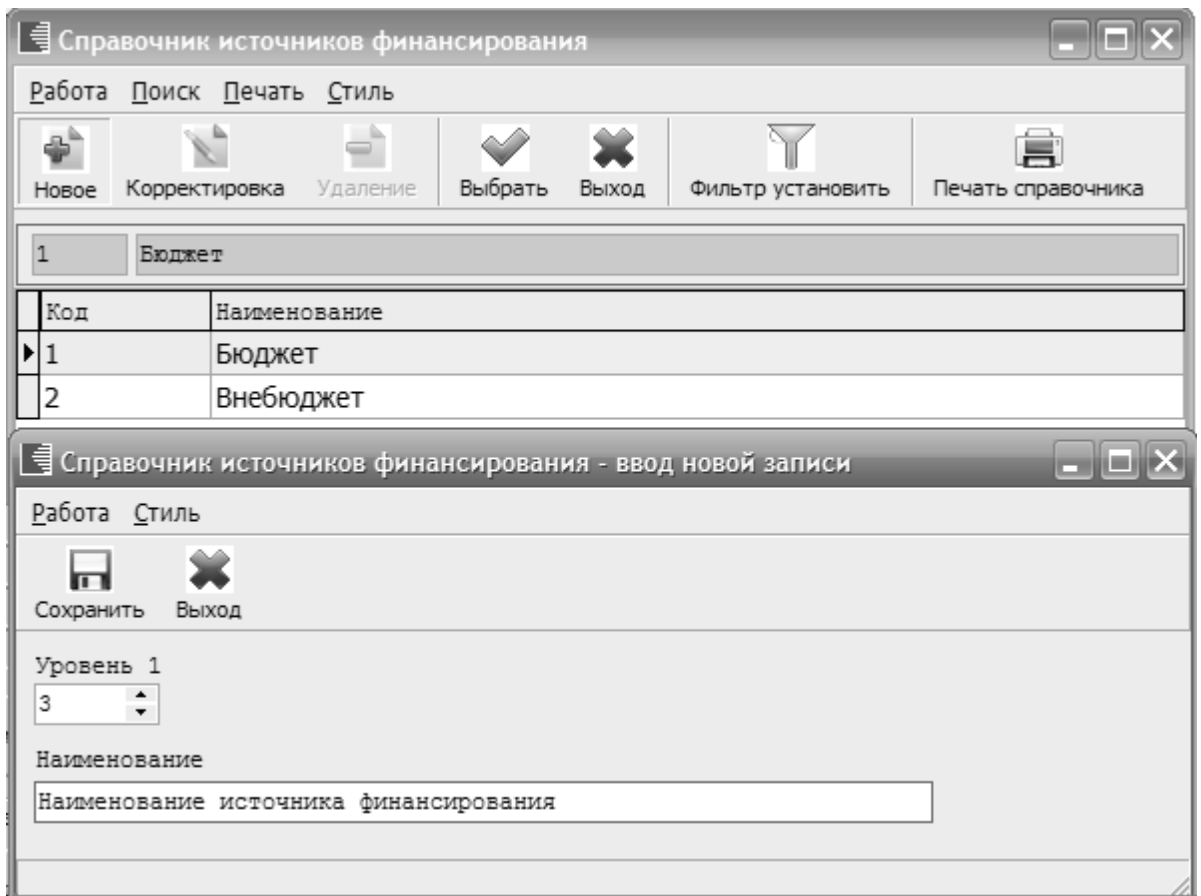 Справочник источников финансирования
Работа Поиск Печать Стиль
Новое Корректировка Удаление Выбрать Выход Фильтр установить Печать справочника
1 Бюджет
Код Наименование
1 Бюджет
2 Внебюджет
Справочник источников финансирования - ввод новой записи
Работа Стиль
Сохранить Выход
Уровень 1
3
Наименование
Наименование источника финансирования